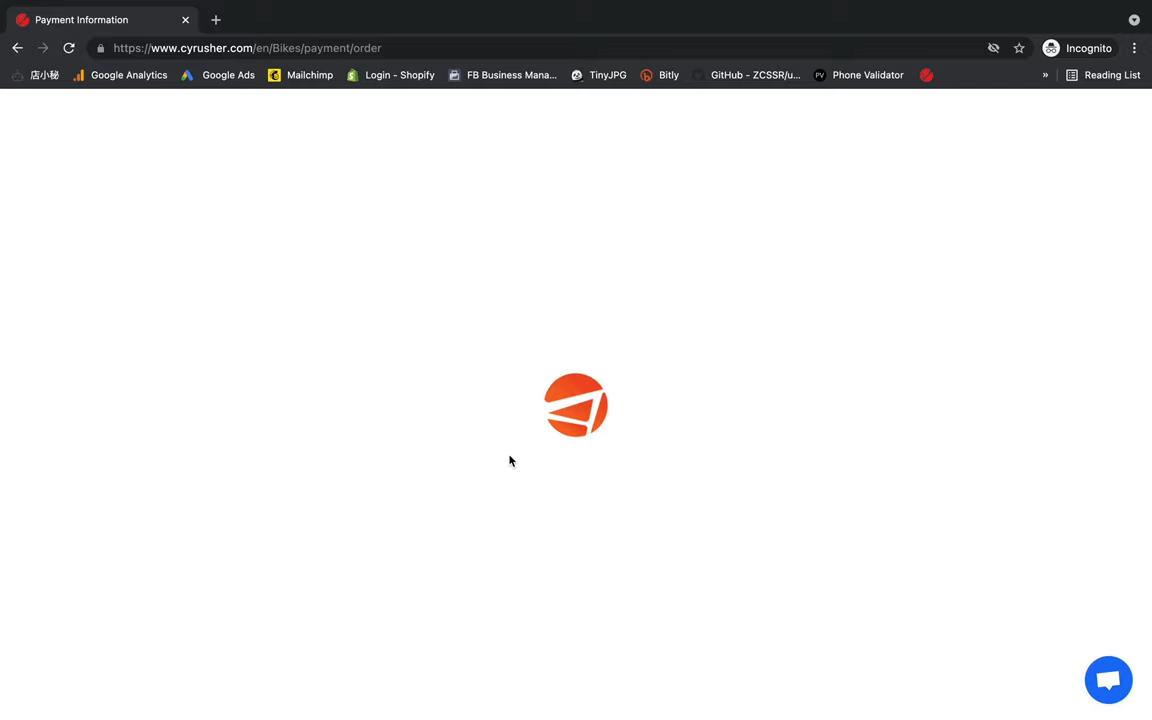 Payment Information
https://www.cyrusher.com/en/Bikes/payment/order
Incognito
店小秘 Google Analytics Google Ads Mailchimp Login - Shopify FB Business Mana... TinyJPG Bitly GitHub - ZCSSR/u... PV Phone Validator » Reading List